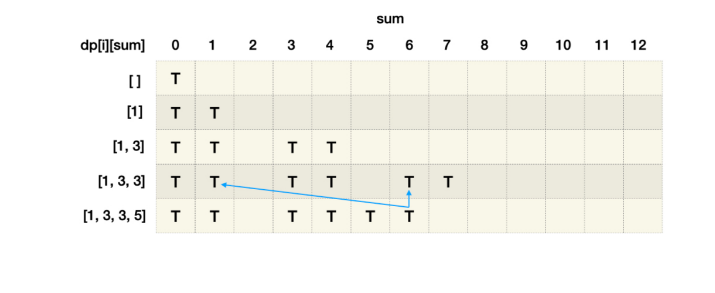 sum
dp[i][sum] 0 1 2 3 4 5 6 7 8 9 10 11 12
[ ] T
[1] T T
[1, 3] T T T T
[1, 3, 3] T T T T T T
[1, 3, 3, 5] T T T T T T